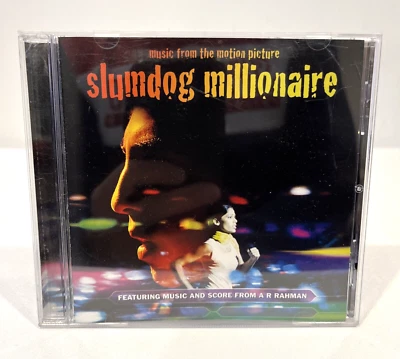 music from the motion picture
slumdog millionaire
FEATURING MUSIC AND SCORE FROM A R RAHMAN